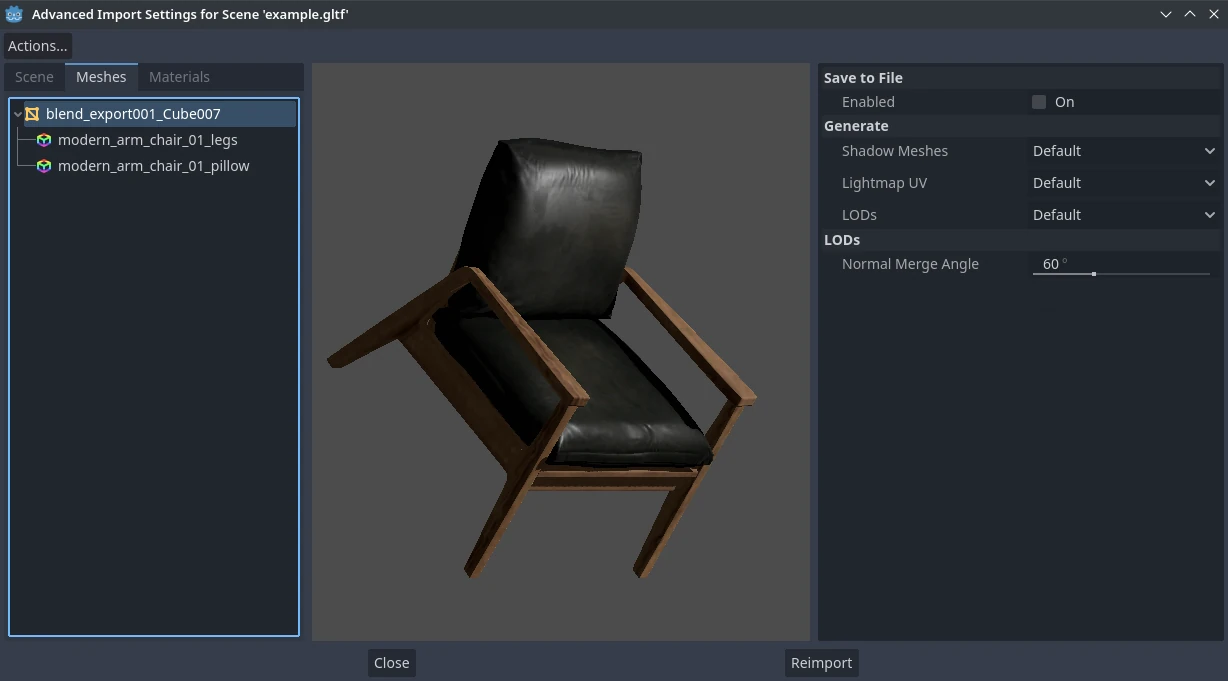 Advanced Import Settings for Scene 'example.gltf'
Actions...
Scene Meshes Materials
blend_export001_Cube007
modern_arm_chair_01_legs
modern_arm_chair_01_pillow
Save to File
Enabled On
Generate
Shadow Meshes Default
Lightmap UV Default
LODs Default
LODs
Normal Merge Angle 60 °
Close Reimport